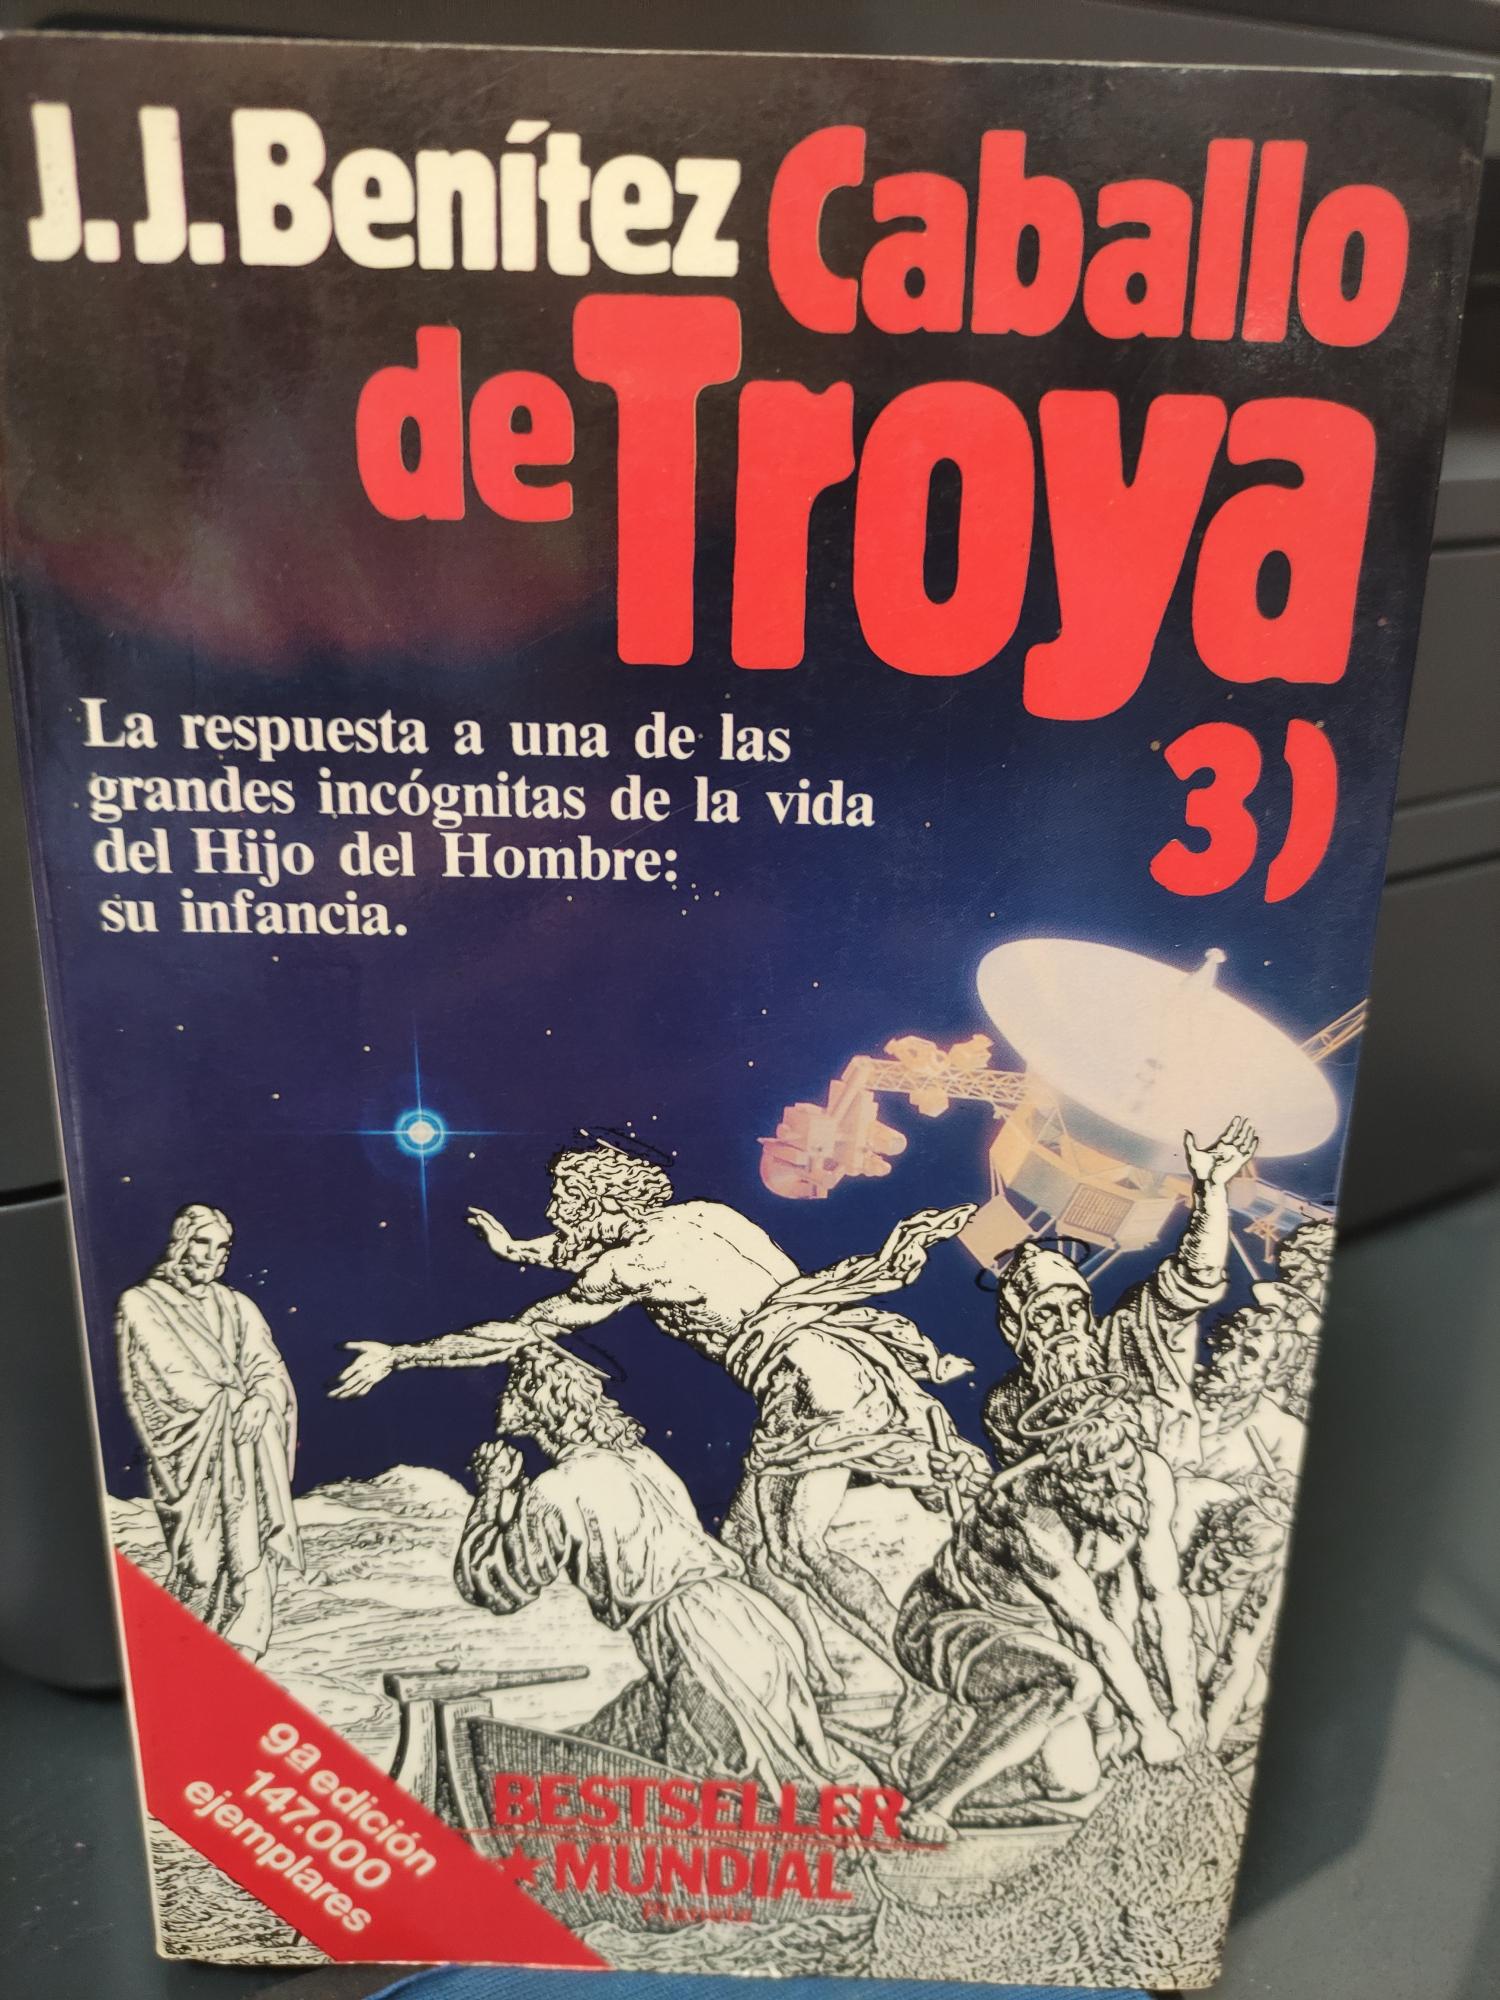 J.J. Benítez Caballo
de Troya
3)
La respuesta a una de las
grandes incógnitas de la vida
del Hijo del Hombre:
su infancia.
9ª edición
147.000
ejemplares
BESTSELLER
MUNDIAL
Planeta